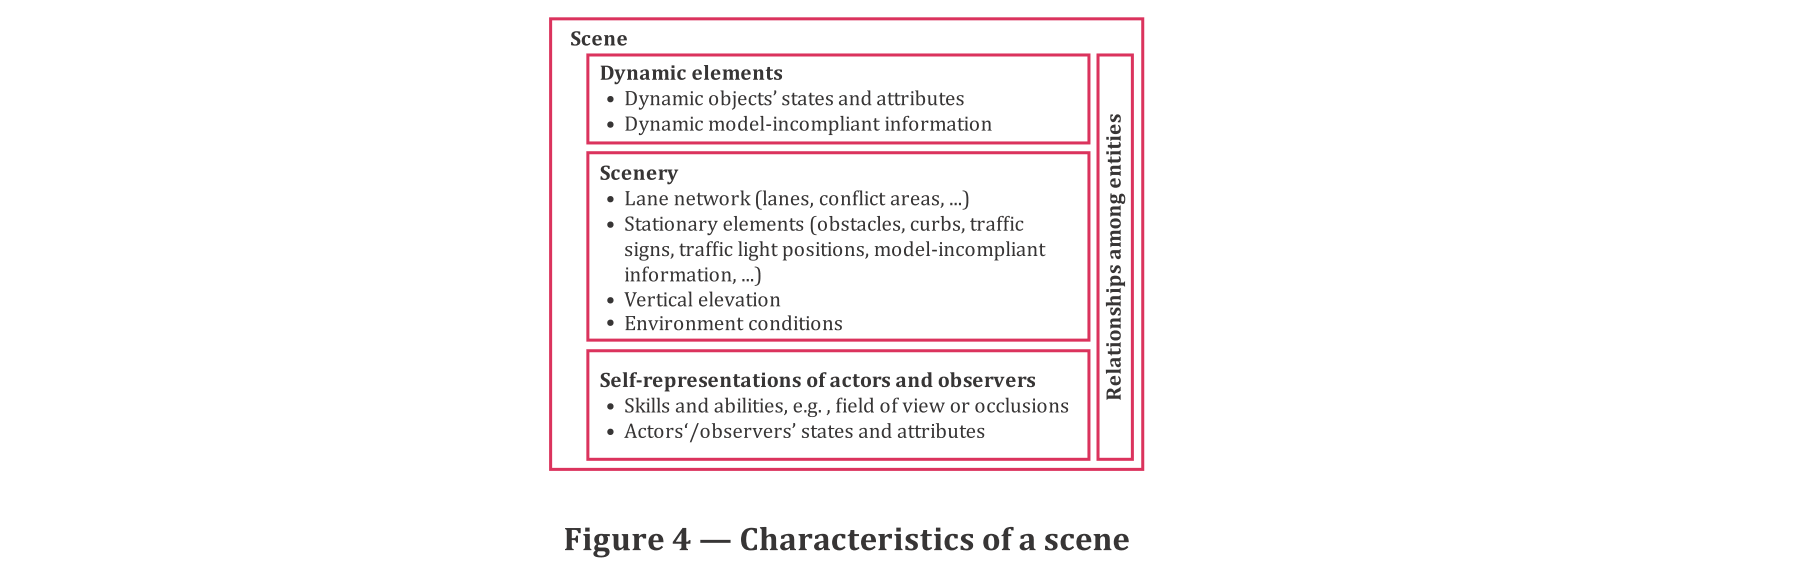 Scene
Dynamic elements
• Dynamic objects’ states and attributes
• Dynamic model-incompliant information
Scenery
• Lane network (lanes, conflict areas, ...)
• Stationary elements (obstacles, curbs, traffic
signs, traffic light positions, model-incompliant
information, ...)
• Vertical elevation
• Environment conditions
Self-representations of actors and observers
• Skills and abilities, e.g. , field of view or occlusions
• Actors‘/observers’ states and attributes
Relationships among entities
Figure 4 — Characteristics of a scene